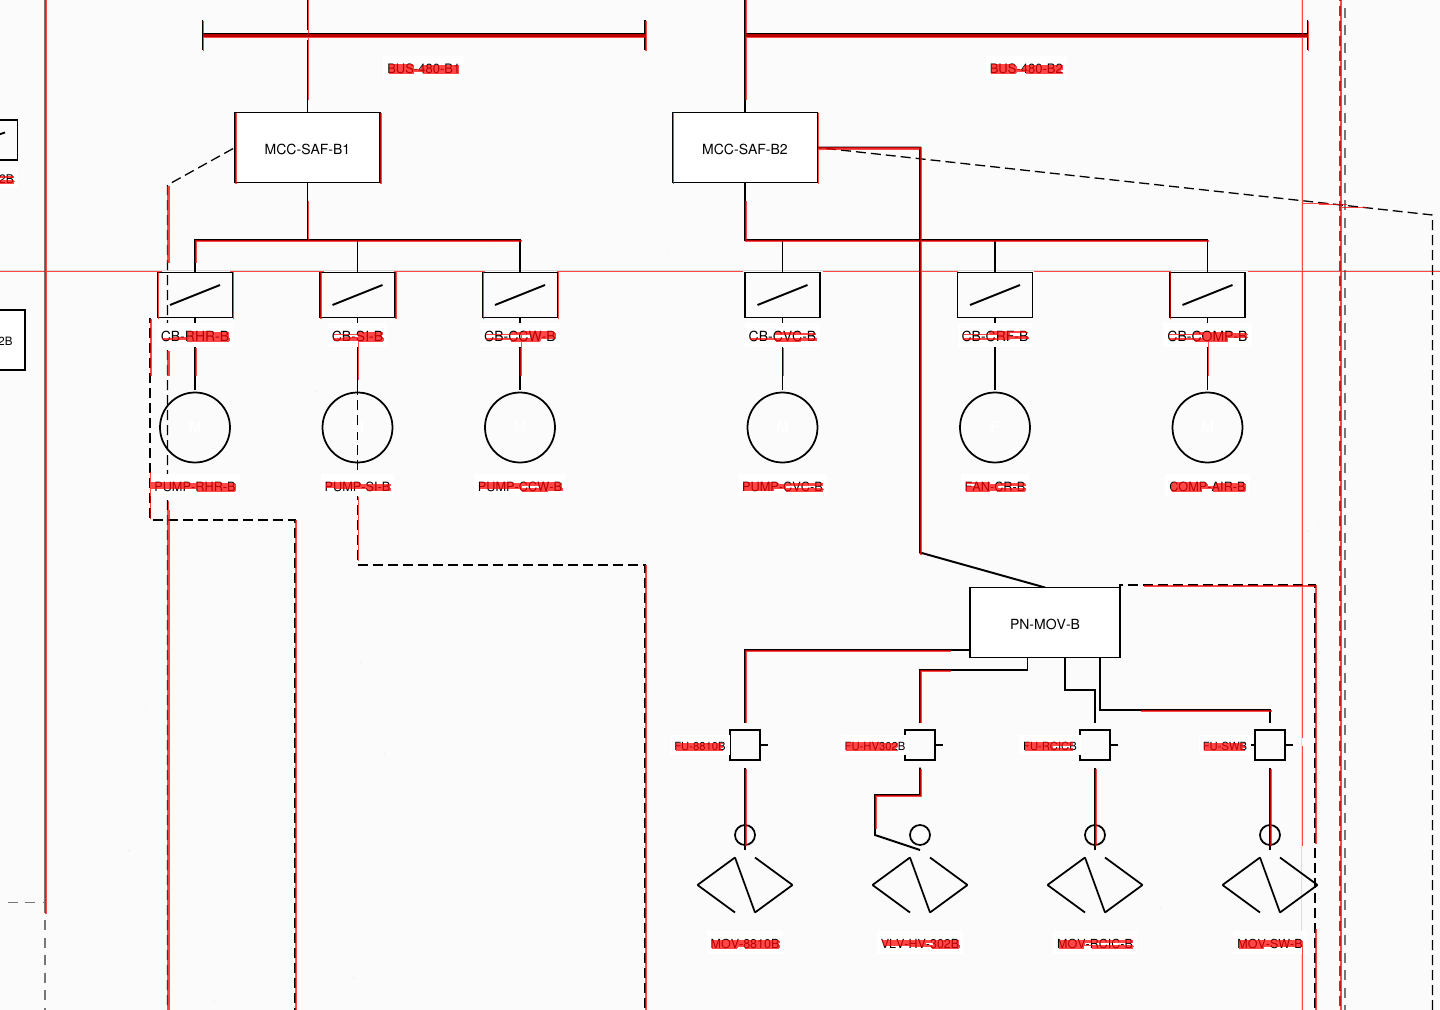 BUS-480-B1
BUS-480-B2
MCC-SAF-B1
MCC-SAF-B2
2B
CB-RHR-B
CB-SI-B
CB-CCW-B
CB-CVC-B
CB-CRF-B
CB-COMP-B
2B
M
M
M
M
PUMP-RHR-B
PUMP-SI-B
PUMP-CCW-B
PUMP-CVC-B
FAN-CR-B
COMP-AIR-B
PN-MOV-B
FU-8810B
FU-HV302B
FU-RCICB
FU-SWB
MOV-8810B
VLV-HV-302B
MOV-RCIC-B
MOV-SW-B